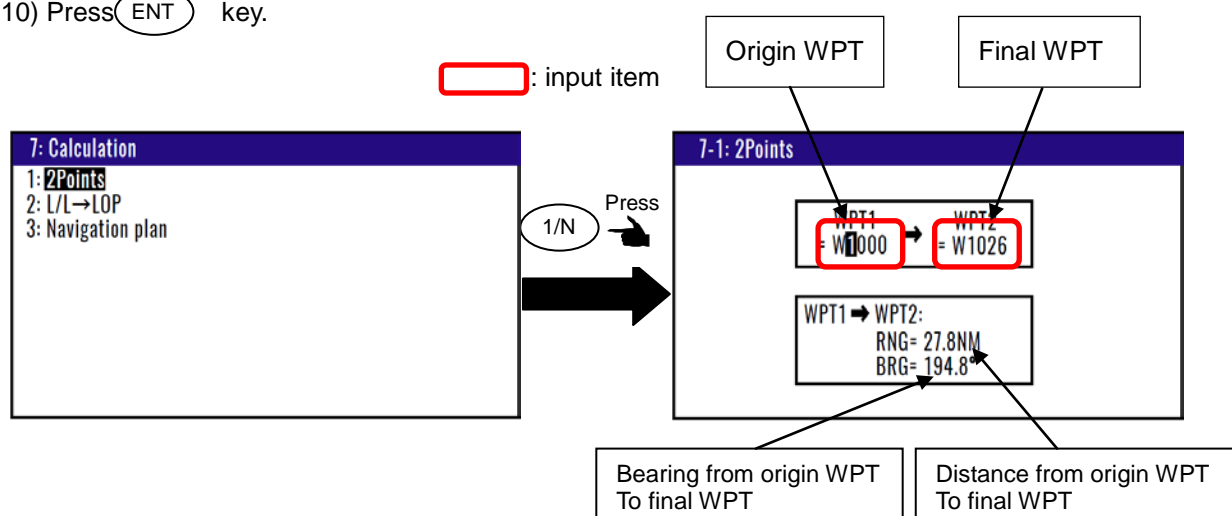 10) Press ENT key.
: input item
Origin WPT
Final WPT
7: Calculation
1: 2Points
2: L/L→LOP
3: Navigation plan
1/N
Press
7-1: 2Points
WPT1 ➡ WPT2
= W1000 = W1026
WPT1 ➡ WPT2:
RNG= 27.8NM
BRG= 194.8°
Bearing from origin WPT
To final WPT
Distance from origin WPT
To final WPT